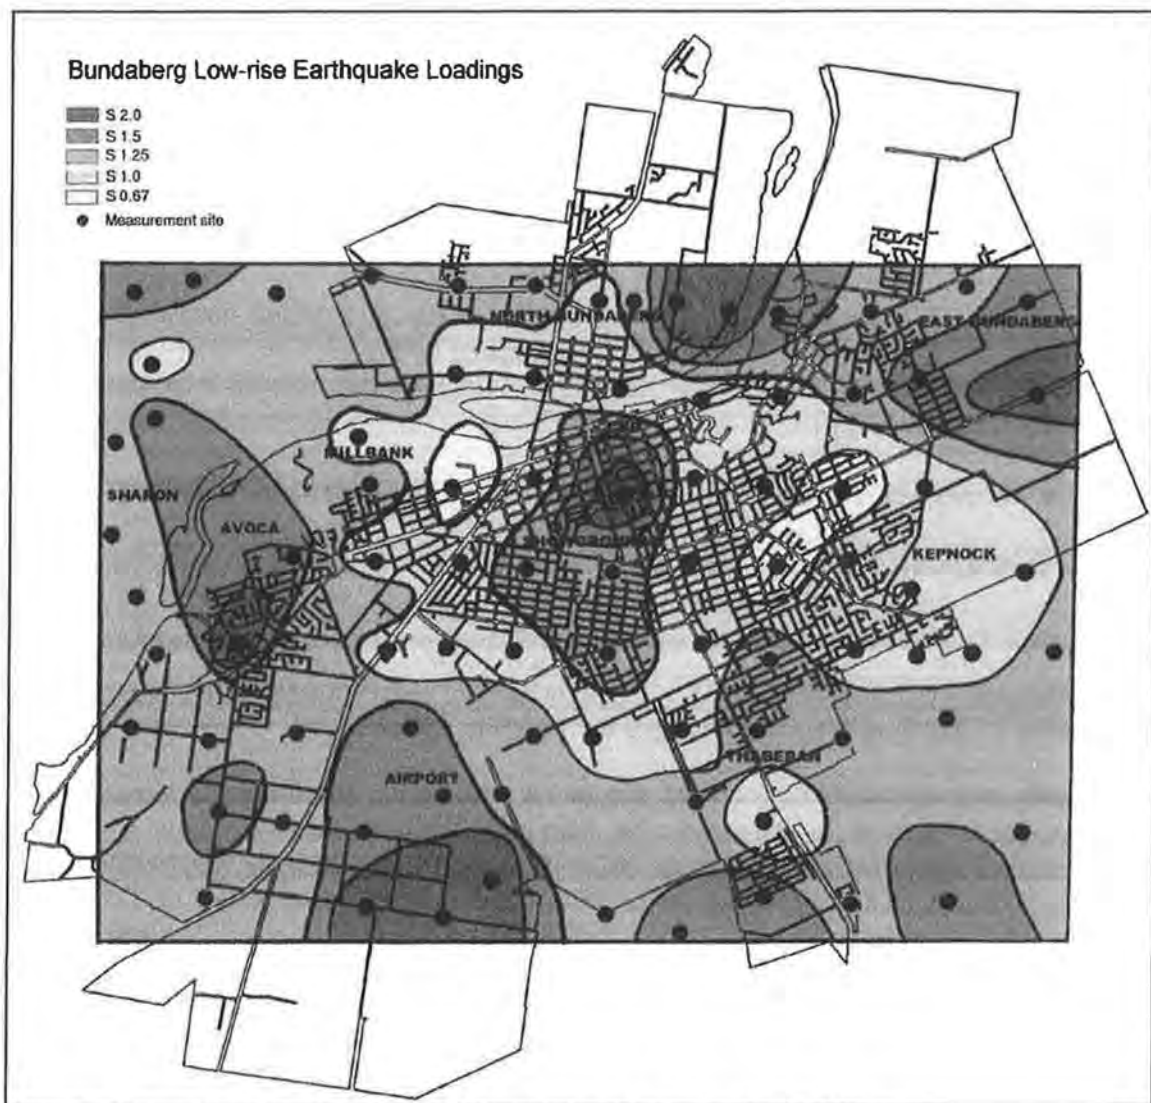 Bundaberg Low-rise Earthquake Loadings
S 2.0
S 1.5
S 1.25
S 1.0
S 0.67
Measurement site
NORTH BUNDABERG
EAST BUNDABERG
MILLBANK
SHARON
AVOCA
KEPNOCK
THABEBAN
AIRPORT